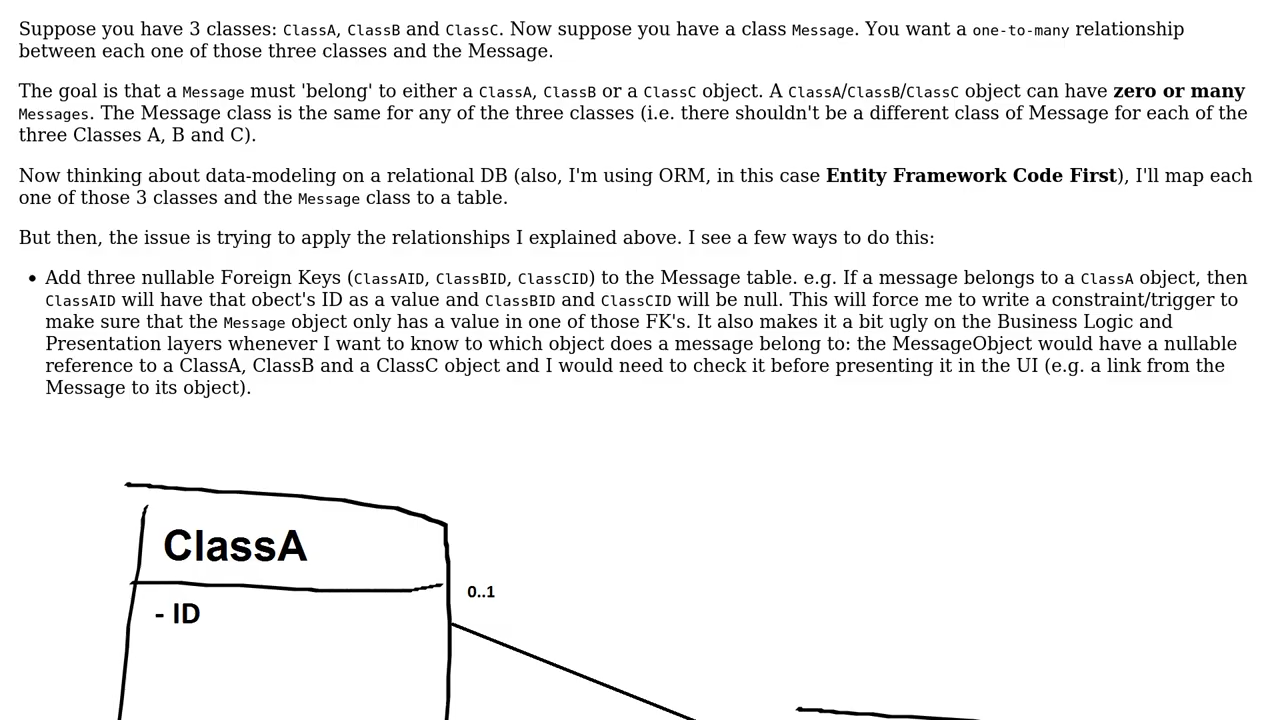 Suppose you have 3 classes: ClassA, ClassB and ClassC. Now suppose you have a class Message. You want a one-to-many relationship
between each one of those three classes and the Message.
The goal is that a Message must 'belong' to either a ClassA, ClassB or a ClassC object. A ClassA/ClassB/ClassC object can have zero or many
Messages. The Message class is the same for any of the three classes (i.e. there shouldn't be a different class of Message for each of the
three Classes A, B and C).
Now thinking about data-modeling on a relational DB (also, I'm using ORM, in this case Entity Framework Code First), I'll map each
one of those 3 classes and the Message class to a table.
But then, the issue is trying to apply the relationships I explained above. I see a few ways to do this:
• Add three nullable Foreign Keys (ClassAID, ClassBID, ClassCID) to the Message table. e.g. If a message belongs to a ClassA object, then
ClassAID will have that obect's ID as a value and ClassBID and ClassCID will be null. This will force me to write a constraint/trigger to
make sure that the Message object only has a value in one of those FK's. It also makes it a bit ugly on the Business Logic and
Presentation layers whenever I want to know to which object does a message belong to: the MessageObject would have a nullable
reference to a ClassA, ClassB and a ClassC object and I would need to check it before presenting it in the UI (e.g. a link from the
Message to its object).
ClassA
0..1
- ID